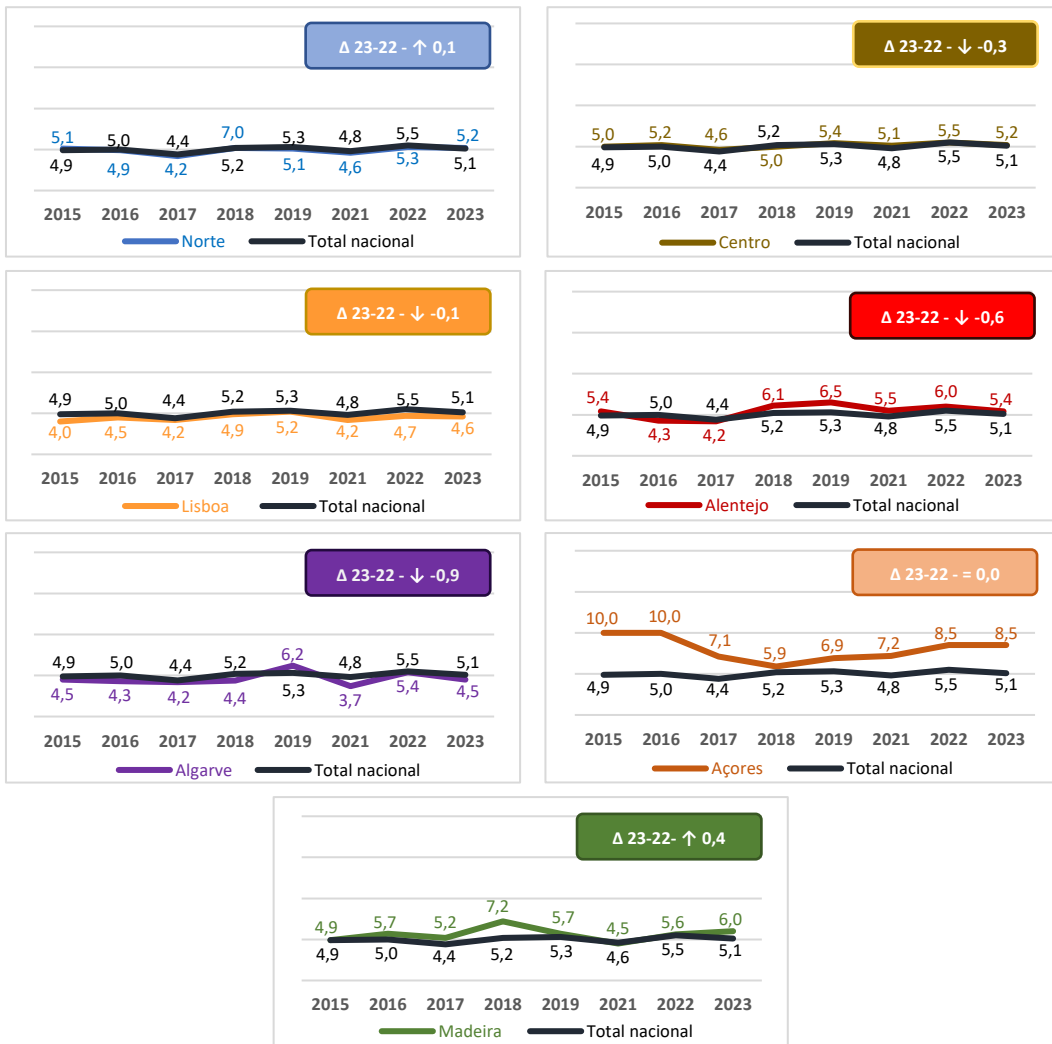 Δ 23-22 - ↑ 0,1
5,1 5,0 4,4 7,0 5,3 4,8 5,5 5,2
4,9 4,9 4,2 5,2 5,1 4,6 5,3 5,1
2015 2016 2017 2018 2019 2021 2022 2023
Norte Total nacional
Δ 23-22 - ↓ -0,3
5,0 5,2 4,6 5,2 5,4 5,1 5,5 5,2
4,9 5,0 4,4 5,0 5,3 4,8 5,5 5,1
2015 2016 2017 2018 2019 2021 2022 2023
Centro Total nacional
Δ 23-22 - ↓ -0,1
4,9 5,0 4,4 5,2 5,3 4,8 5,5 5,1
4,0 4,5 4,2 4,9 5,2 4,2 4,7 4,6
2015 2016 2017 2018 2019 2021 2022 2023
Lisboa Total nacional
Δ 23-22 - ↓ -0,6
5,4 5,0 4,4 6,1 6,5 5,5 6,0 5,4
4,9 4,3 4,2 5,2 5,3 4,8 5,5 5,1
2015 2016 2017 2018 2019 2021 2022 2023
Alentejo Total nacional
Δ 23-22 - ↓ -0,9
4,9 5,0 4,4 5,2 6,2 4,8 5,5 5,1
4,5 4,3 4,2 4,4 5,3 3,7 5,4 4,5
2015 2016 2017 2018 2019 2021 2022 2023
Algarve Total nacional
Δ 23-22 - = 0,0
10,0 10,0 7,1 5,9 6,9 7,2 8,5 8,5
4,9 5,0 4,4 5,2 5,3 4,8 5,5 5,1
2015 2016 2017 2018 2019 2021 2022 2023
Açores Total nacional
Δ 23-22- ↑ 0,4
4,9 5,7 5,2 7,2 5,7 4,5 5,6 6,0
4,9 5,0 4,4 5,2 5,3 4,6 5,5 5,1
2015 2016 2017 2018 2019 2021 2022 2023
Madeira Total nacional